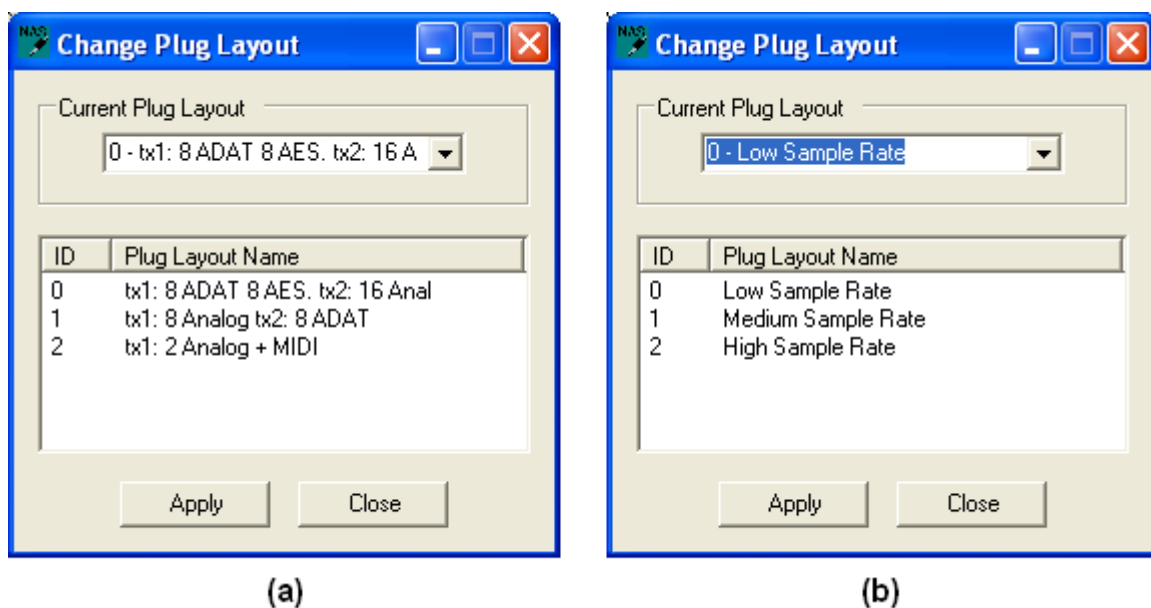 NAS Change Plug Layout
Current Plug Layout
0 - tx1: 8 ADAT 8 AES. tx2: 16 A
ID Plug Layout Name
0 tx1: 8 ADAT 8 AES. tx2: 16 Anal
1 tx1: 8 Analog tx2: 8 ADAT
2 tx1: 2 Analog + MIDI
Apply Close
(a)
NAS Change Plug Layout
Current Plug Layout
0 - Low Sample Rate
ID Plug Layout Name
0 Low Sample Rate
1 Medium Sample Rate
2 High Sample Rate
Apply Close
(b)